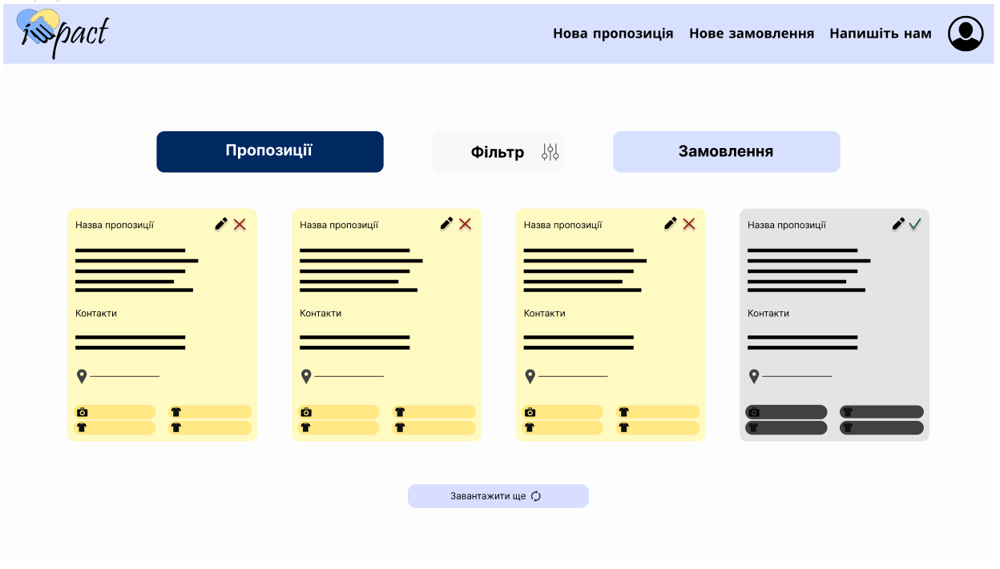 impact
Нова пропозиція Нове замовлення Напишіть нам
Пропозиції Фільтр Замовлення
Назва пропозиції Назва пропозиції Назва пропозиції Назва пропозиції
Контакти Контакти Контакти Контакти
Завантажити ще